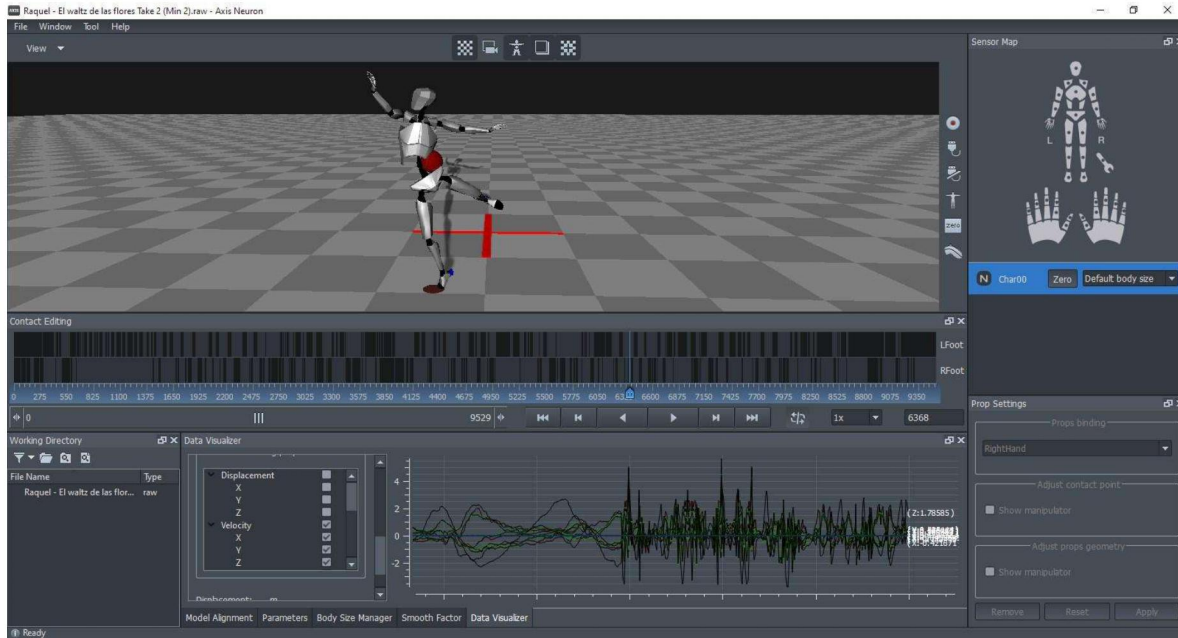 Raquel - El waltz de las flores Take 2 (Min 2).raw - Axis Neuron
File Window Tool Help
View
Sensor Map
L R
zero
Char00 Zero Default body size
Contact Editing
LFoot
RFoot
0 275 550 825 1100 1375 1650 1925 2200 2475 2750 3025 3300 3575 3850 4125 4400 4675 4950 5225 5500 5775 6050 6600 6875 7150 7425 7700 7975 8250 8525 8800 9075 9350
0 9529 1x 6368
Prop Settings
Props binding
RightHand
Adjust contact point
Show manipulator
Adjust props geometry
Show manipulator
Remove Reset Apply
Working Directory
File Name Type
Raquel - El waltz de las flor... raw
Data Visualizer
Displacement
X
Y
Z
Velocity
X
Y
Z
Displacement: m
4
2
0
-2
(Z:1.78585)
Model Alignment Parameters Body Size Manager Smooth Factor Data Visualizer
Ready